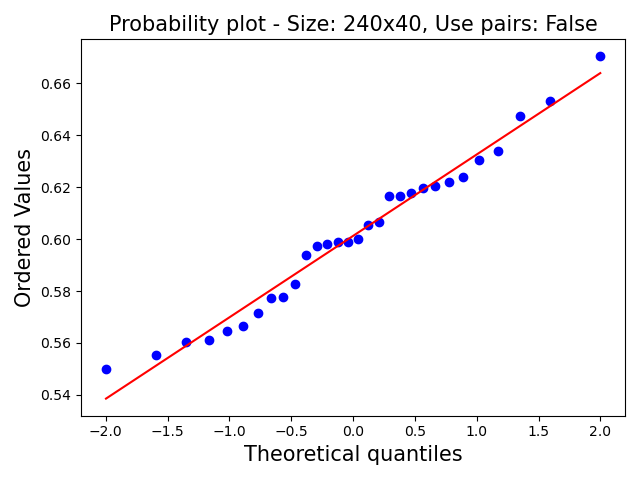 Probability plot - Size: 240x40, Use pairs: False
Ordered Values
0.66
0.64
0.62
0.60
0.58
0.56
0.54
−2.0 −1.5 −1.0 −0.5 0.0 0.5 1.0 1.5 2.0
Theoretical quantiles